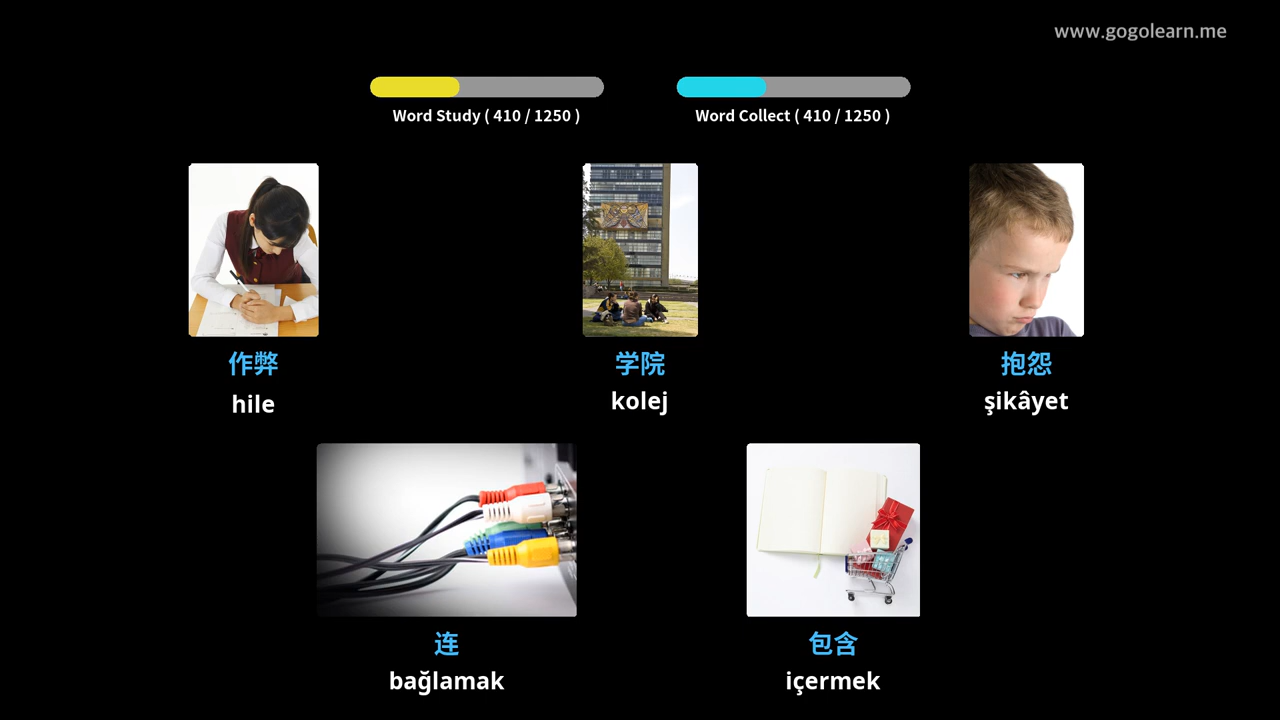 www.gogolearn.me
Word Study ( 410 / 1250 )
Word Collect ( 410 / 1250 )
作弊
hile
学院
kolej
抱怨
şikâyet
连
bağlamak
包含
içermek